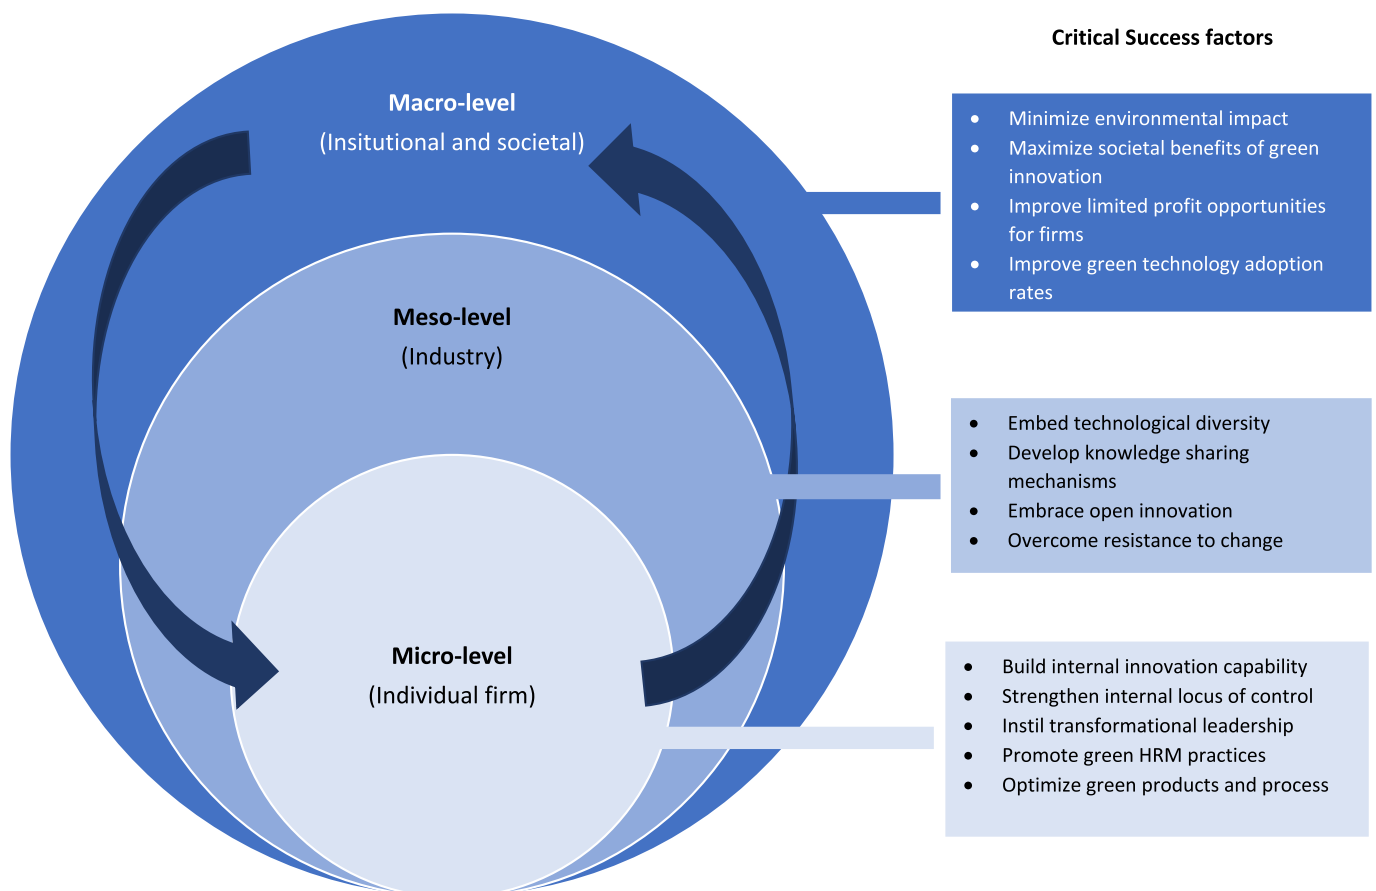 Critical Success factors
Macro-level
(Insitutional and societal)
• Minimize environmental impact
• Maximize societal benefits of green
innovation
• Improve limited profit opportunities
for firms
• Improve green technology adoption
rates
Meso-level
(Industry)
• Embed technological diversity
• Develop knowledge sharing
mechanisms
• Embrace open innovation
• Overcome resistance to change
Micro-level
(Individual firm)
• Build internal innovation capability
• Strengthen internal locus of control
• Instil transformational leadership
• Promote green HRM practices
• Optimize green products and process